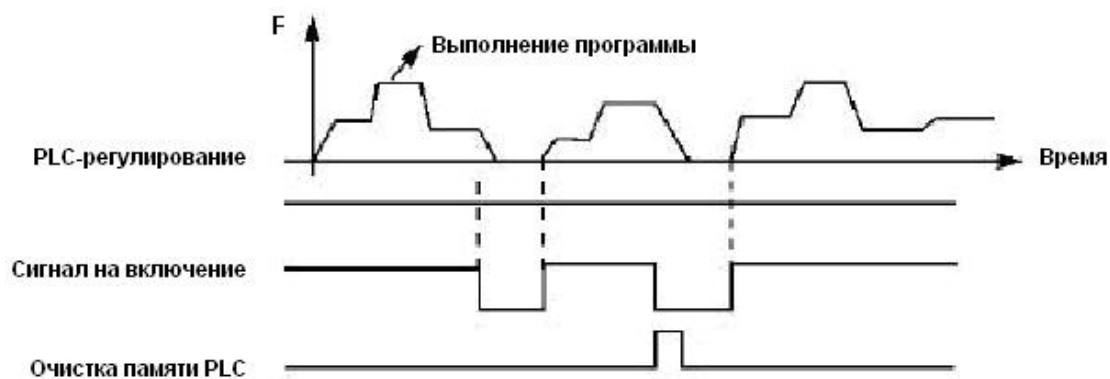 F
Выполнение программы
PLC-регулирование
Время
Сигнал на включение
Очистка памяти PLC